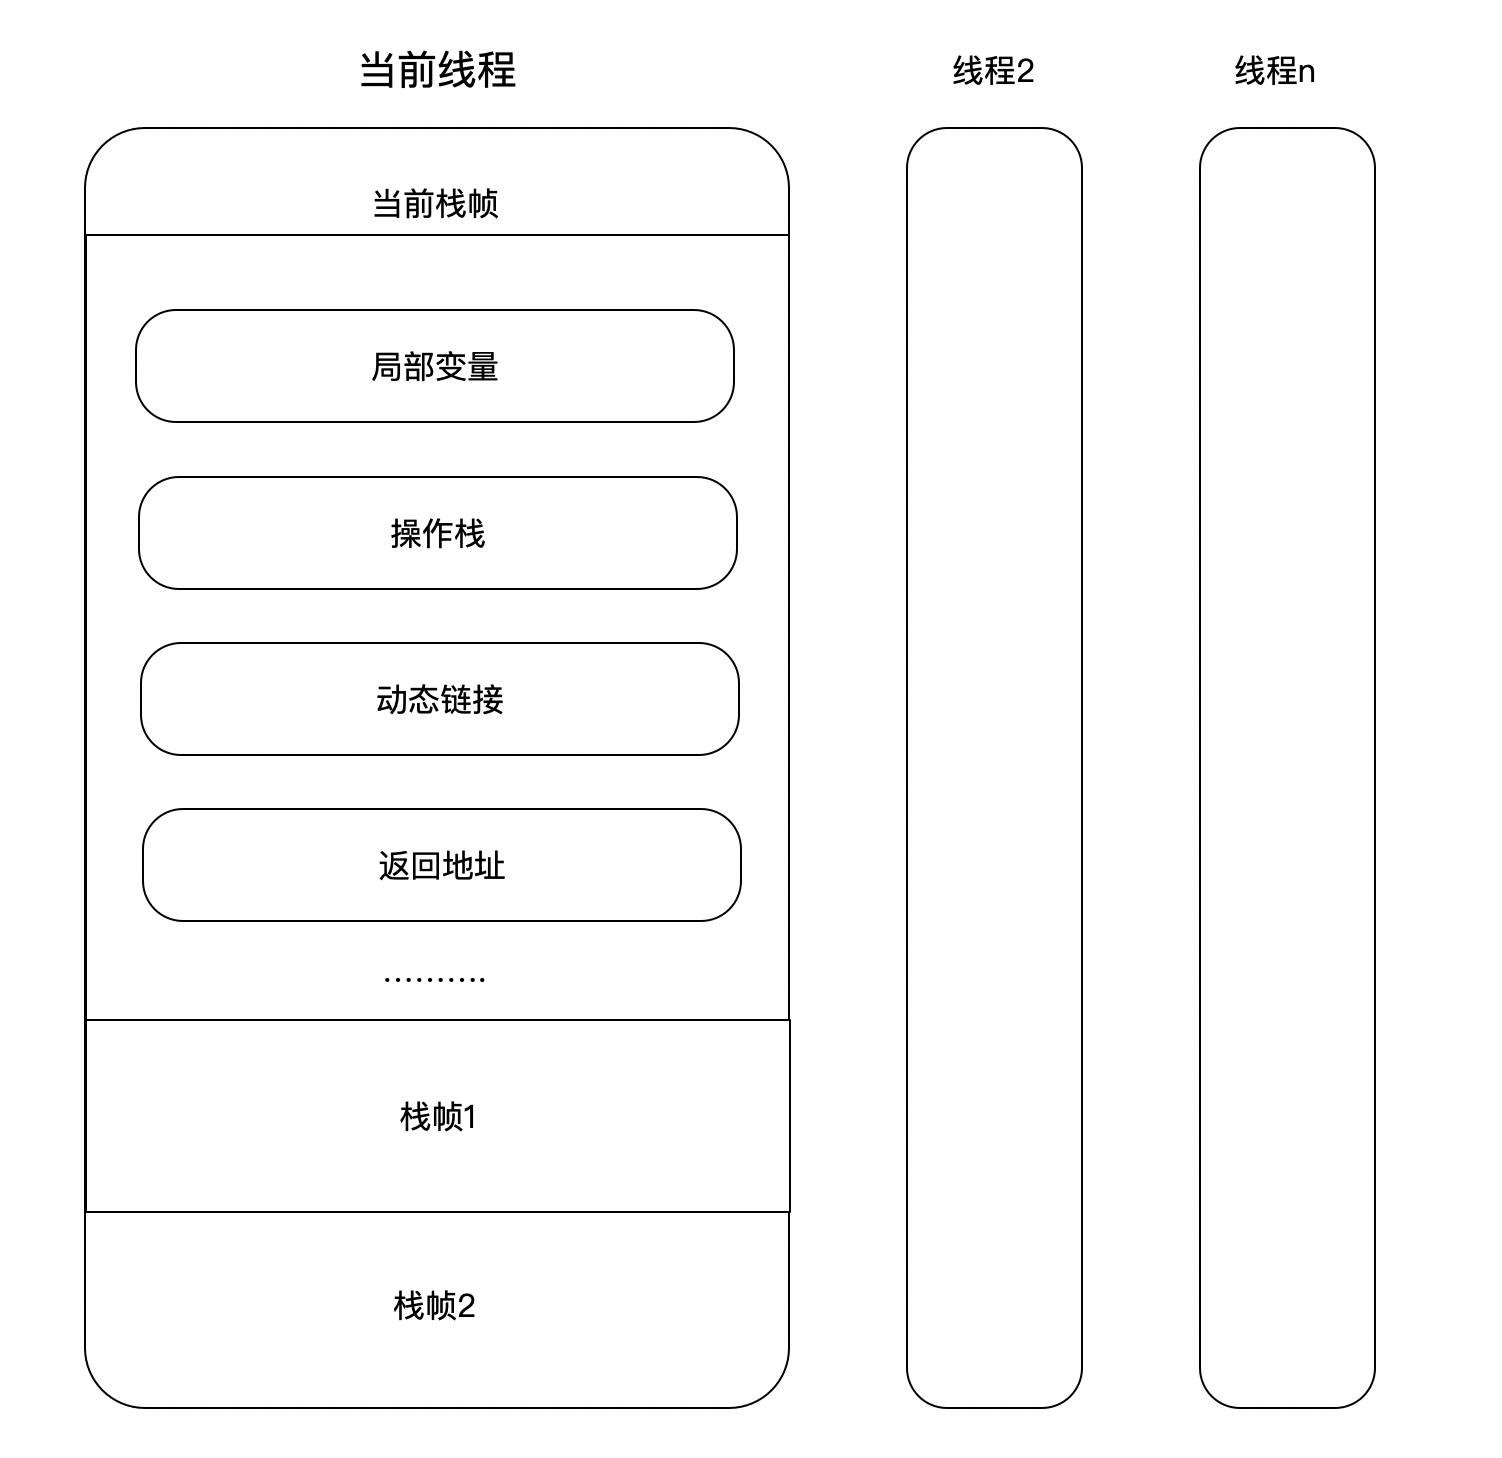 当前线程
线程2
线程n
当前栈帧
局部变量
操作栈
动态链接
返回地址
..........
栈帧1
栈帧2